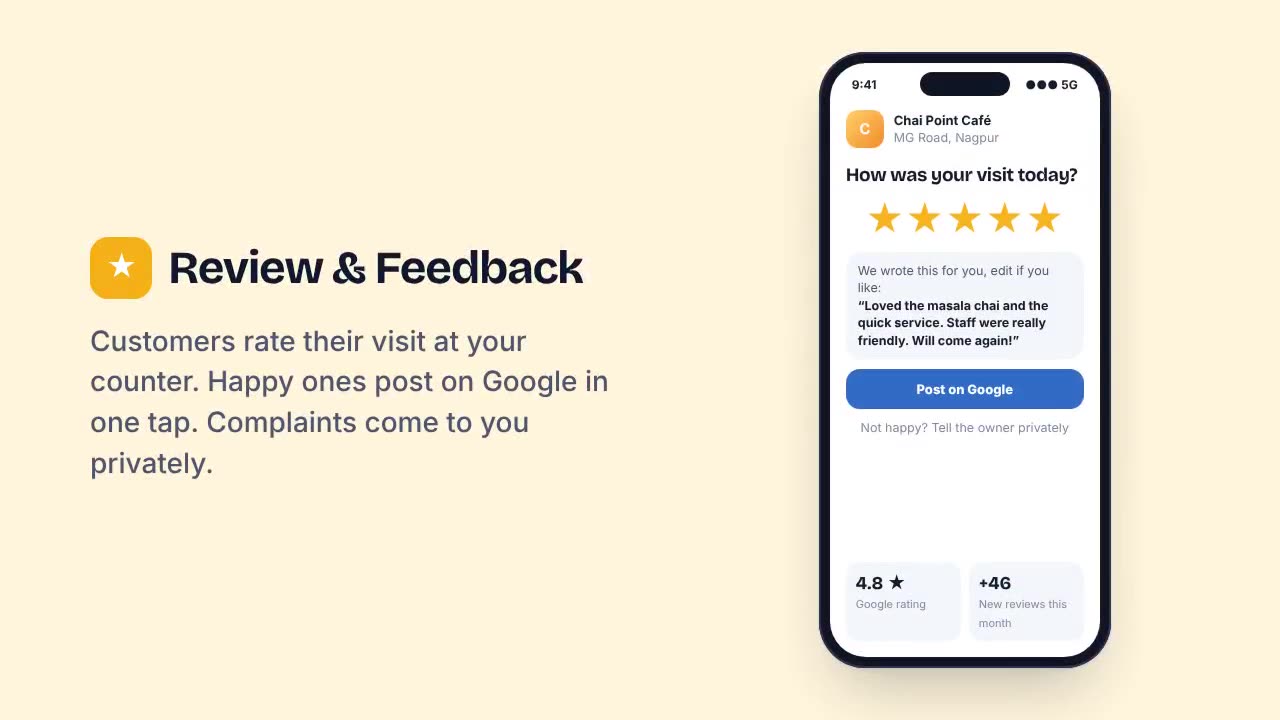 ★ Review & Feedback
Customers rate their visit at your
counter. Happy ones post on Google in
one tap. Complaints come to you
privately.
9:41
5G
C
Chai Point Café
MG Road, Nagpur
How was your visit today?
★★★★★
We wrote this for you, edit if you
like:
“Loved the masala chai and the
quick service. Staff were really
friendly. Will come again!”
Post on Google
Not happy? Tell the owner privately
4.8 ★
Google rating
+46
New reviews this
month